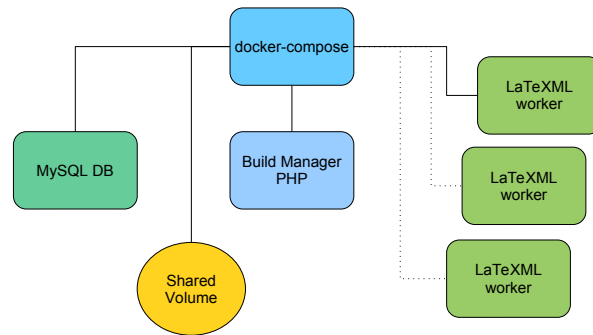 docker-compose
LaTeXML
worker
MySQL DB
Build Manager
PHP
LaTeXML
worker
Shared
Volume
LaTeXML
worker